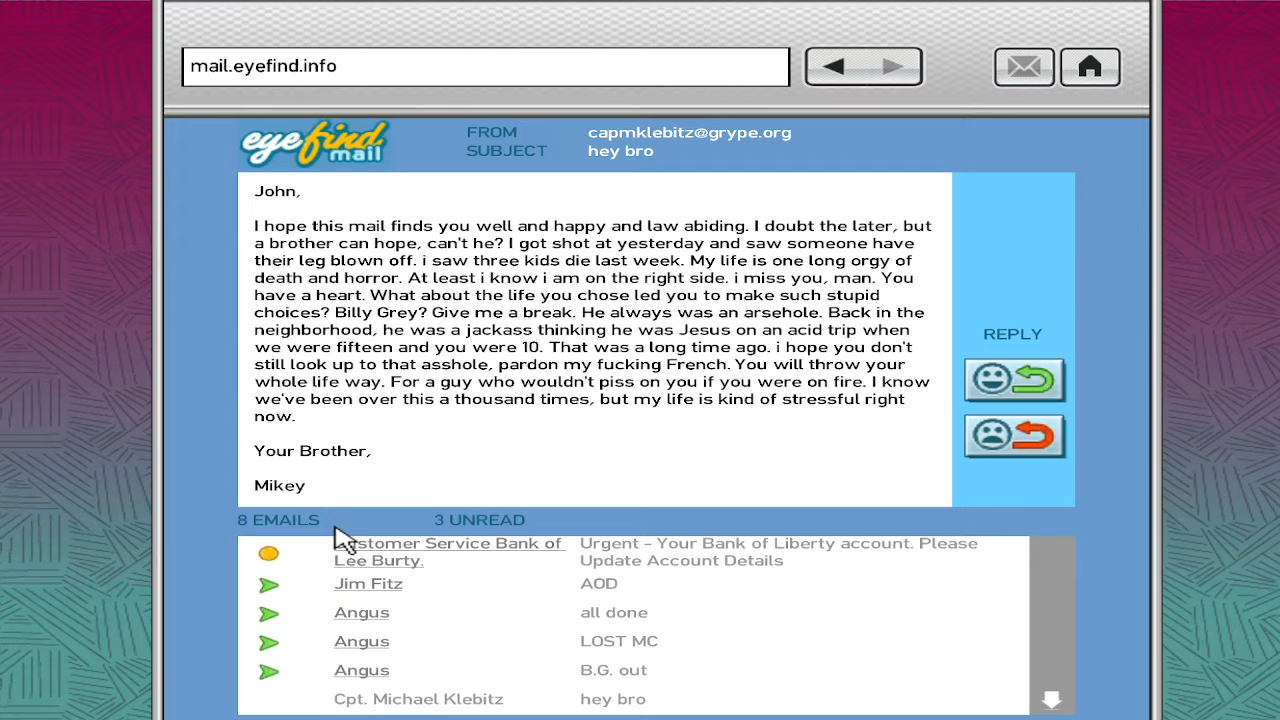 mail.eyefind.info
eyefind mail
FROM capmklebitz@grype.org
SUBJECT hey bro
John,
I hope this mail finds you well and happy and law abiding. I doubt the later, but
a brother can hope, can't he? I got shot at yesterday and saw someone have
their leg blown off. i saw three kids die last week. My life is one long orgy of
death and horror. At least i know i am on the right side. i miss you, man. You
have a heart. What about the life you chose led you to make such stupid
choices? Billy Grey? Give me a break. He always was an arsehole. Back in the
neighborhood, he was a jackass thinking he was Jesus on an acid trip when
we were fifteen and you were 10. That was a long time ago. i hope you don't
still look up to that asshole, pardon my fucking French. You will throw your
whole life way. For a guy who wouldn't piss on you if you were on fire. I know
we've been over this a thousand times, but my life is kind of stressful right
now.
Your Brother,
Mikey
REPLY
8 EMAILS 3 UNREAD
Customer Service Bank of Urgent - Your Bank of Liberty account. Please
Lee Burty. Update Account Details
Jim Fitz AOD
Angus all done
Angus LOST MC
Angus B.G. out
Cpt. Michael Klebitz hey bro